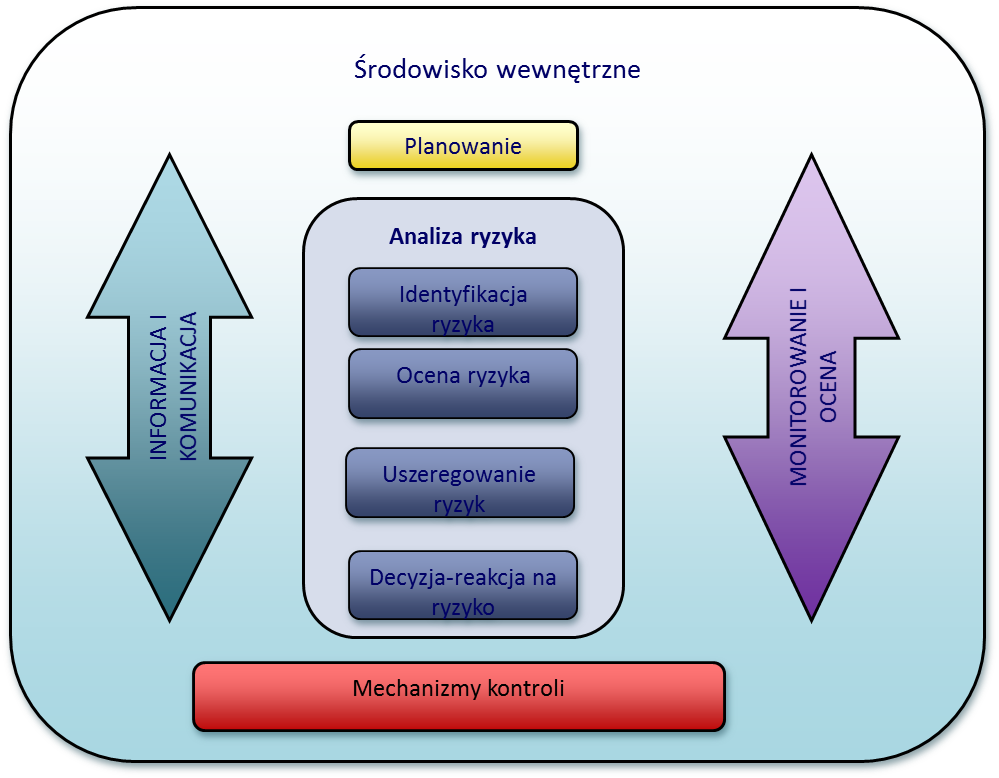 Środowisko wewnętrzne
Planowanie
Analiza ryzyka
Identyfikacja
ryzyka
Ocena ryzyka
Uszeregowanie
ryzyk
Decyzja-reakcja na
ryzyko
INFORMACJA I
KOMUNIKACJA
MONITOROWANIE I
OCENA
Mechanizmy kontroli